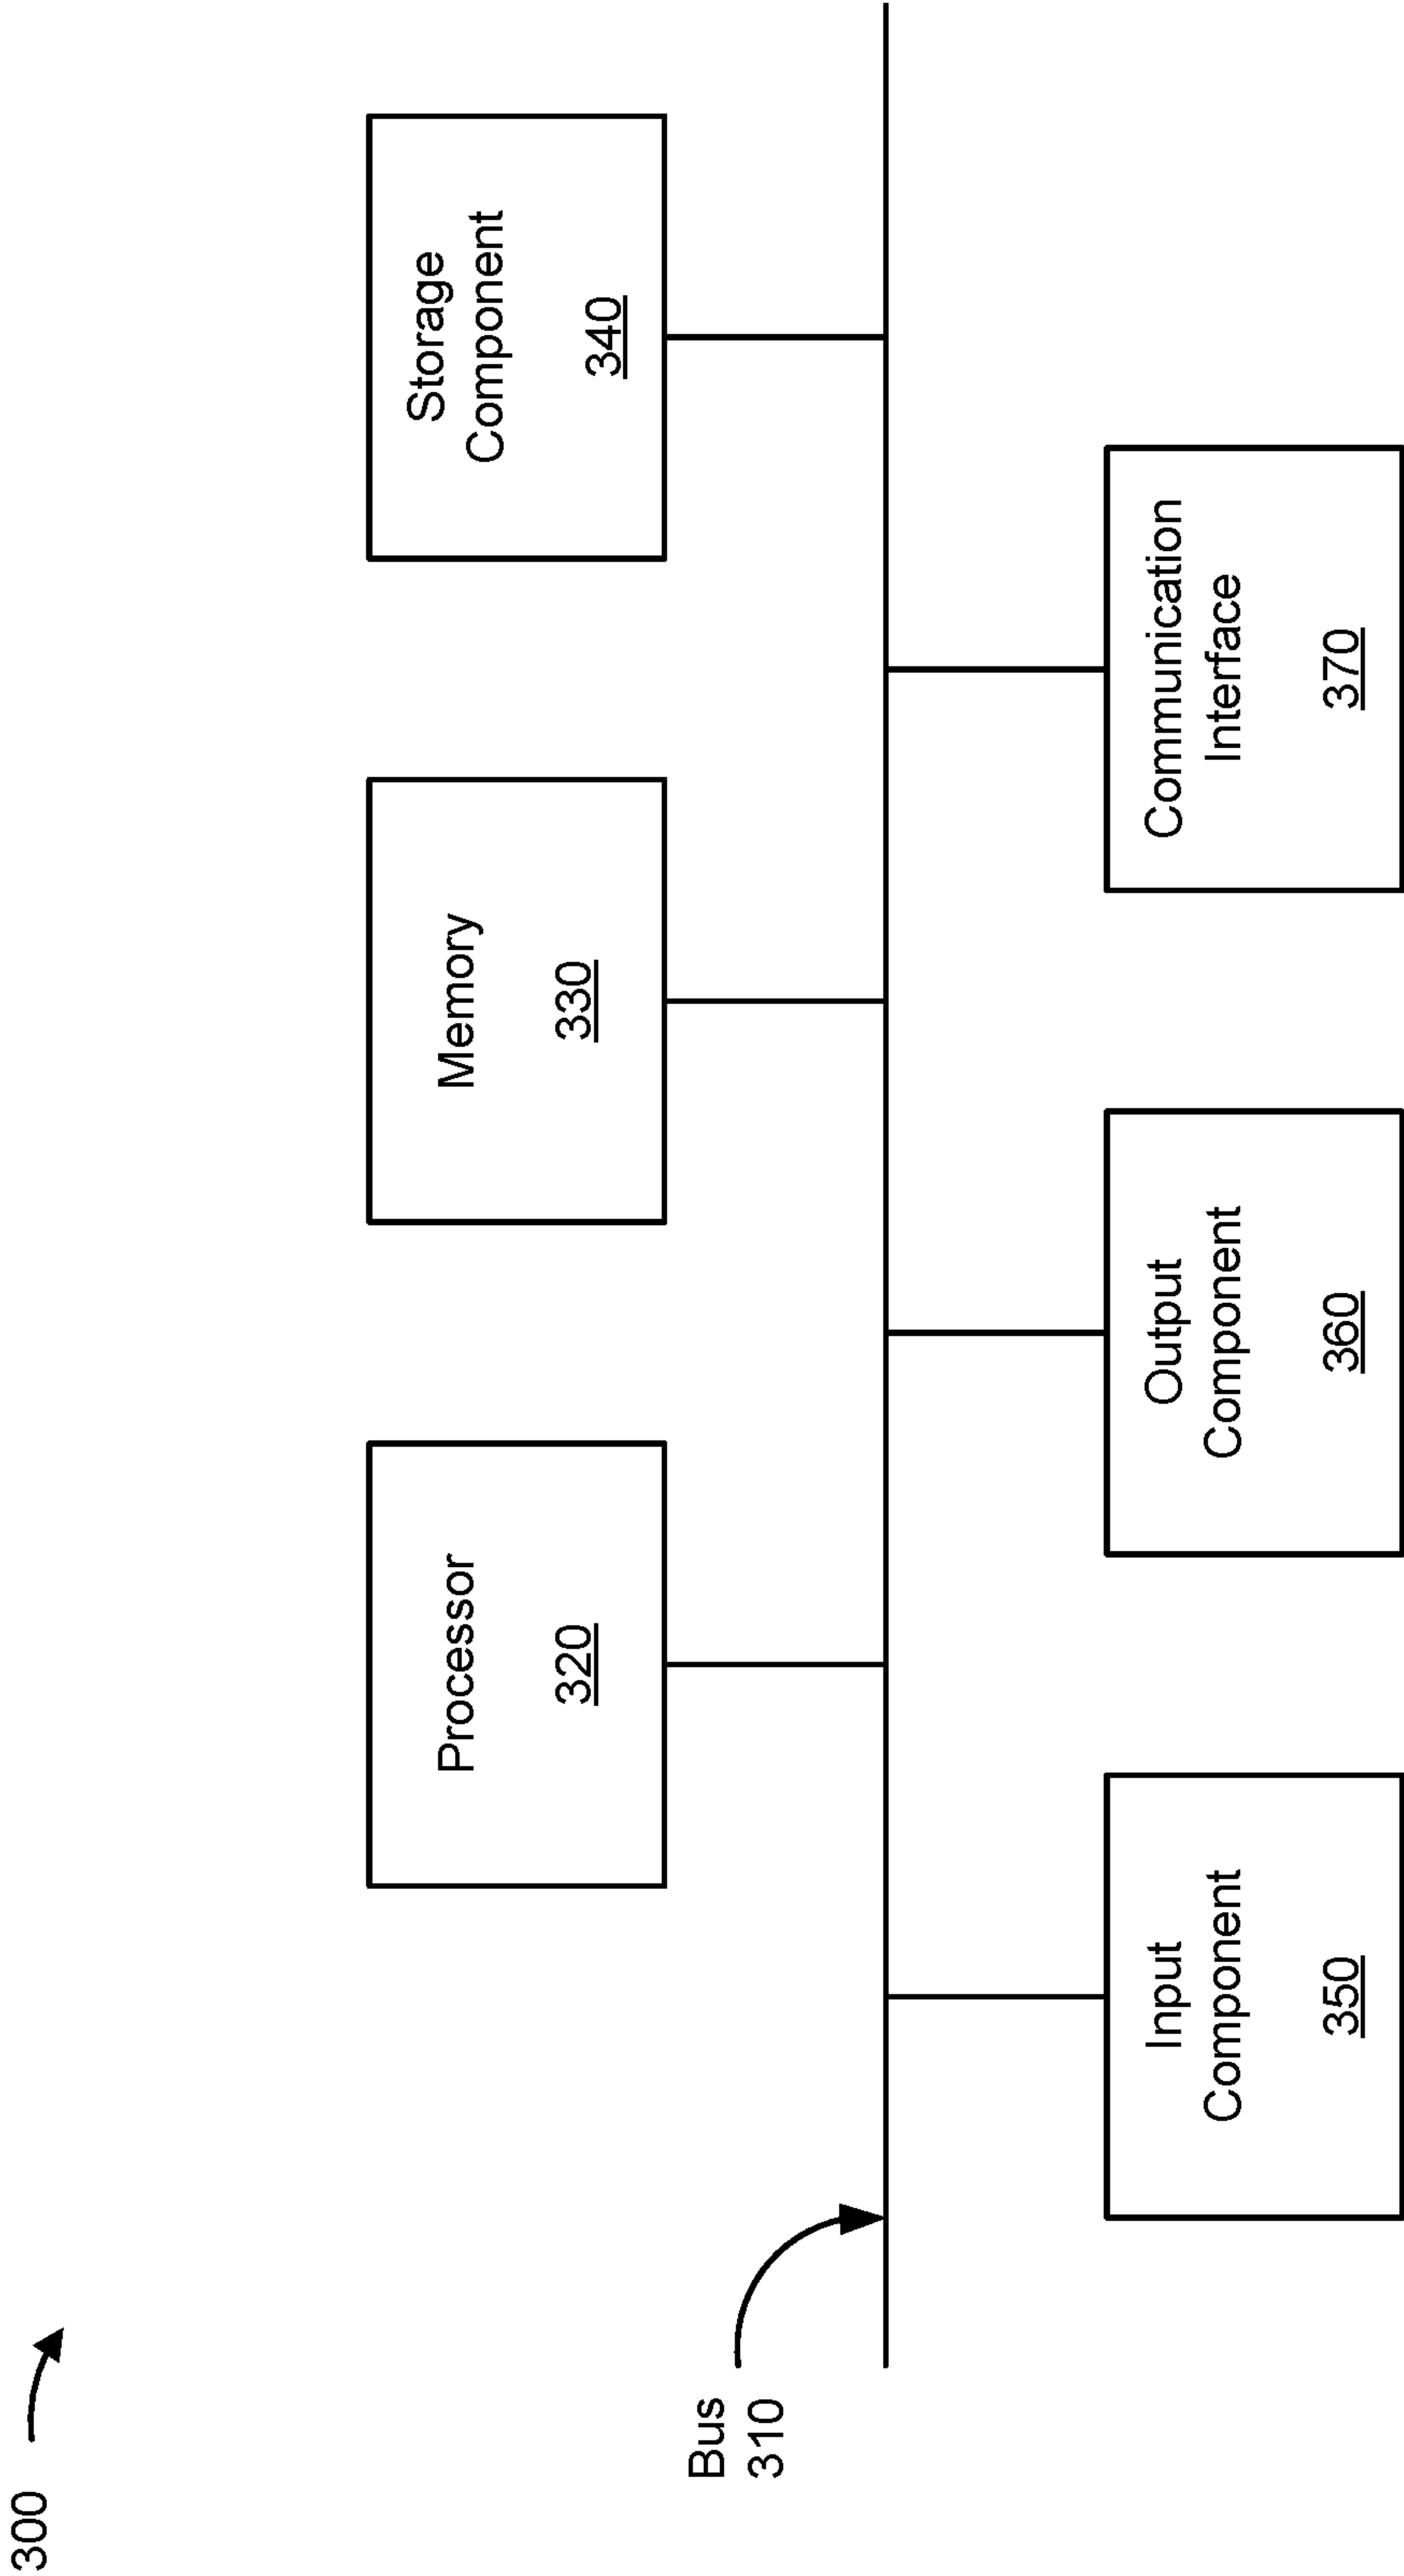 300
Bus
310
Processor
320
Memory
330
Storage
Component
340
Input
Component
350
Output
Component
360
Communication
Interface
370